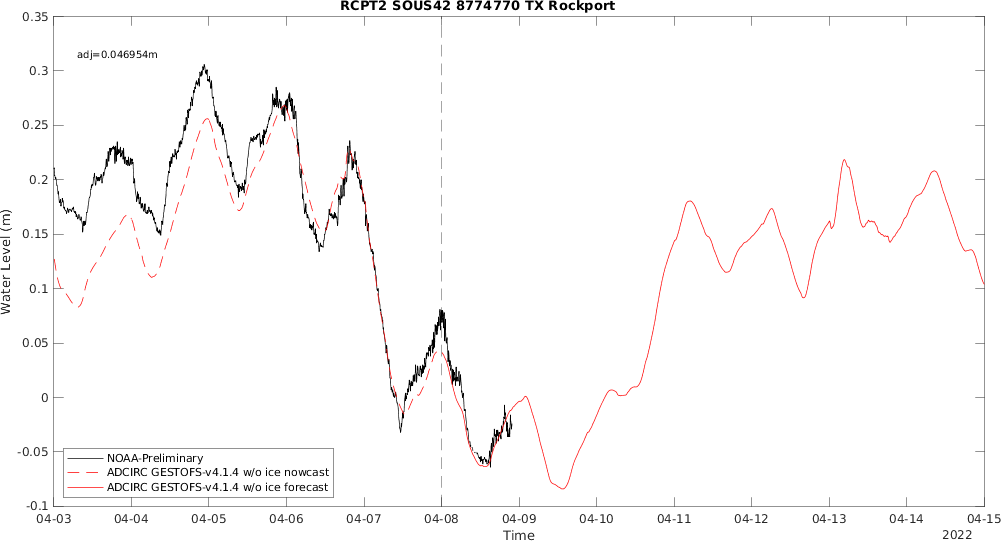 RCPT2 SOUS42 8774770 TX Rockport
adj=0.046954m
0.35
0.3
0.25
0.2
0.15
0.1
0.05
0
-0.05
-0.1
Water Level (m)
NOAA-Preliminary
ADCIRC GESTOFS-v4.1.4 w/o ice nowcast
ADCIRC GESTOFS-v4.1.4 w/o ice forecast
04-03 04-04 04-05 04-06 04-07 04-08 04-09 04-10 04-11 04-12 04-13 04-14 04-15
Time
2022